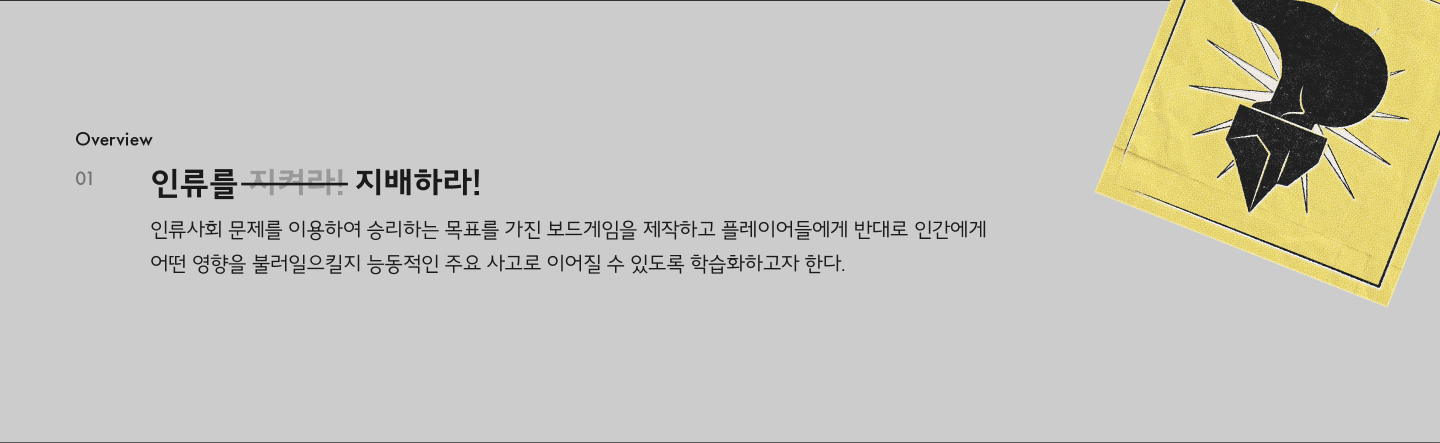 Overview
01
인류를 지켜라! 지배하라!
인류사회 문제를 이용하여 승리하는 목표를 가진 보드게임을 제작하고 플레이어들에게 반대로 인간에게
어떤 영향을 불러일으킬지 능동적인 주요 사고로 이어질 수 있도록 학습화하고자 한다.